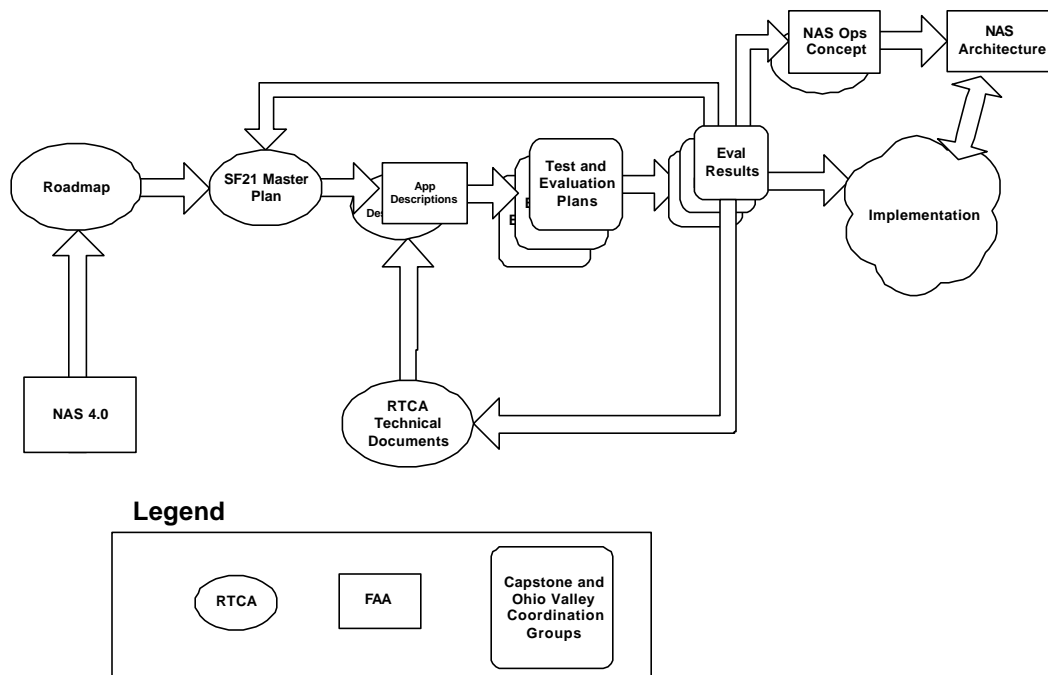 NAS Ops
Concept
NAS
Architecture
Roadmap
SF21 Master
Plan
App
Descriptions
Des
Test and
Evaluation
Plans
E
E
Eval
Results
Implementation
NAS 4.0
RTCA
Technical
Documents
Legend
RTCA
FAA
Capstone and
Ohio Valley
Coordination
Groups